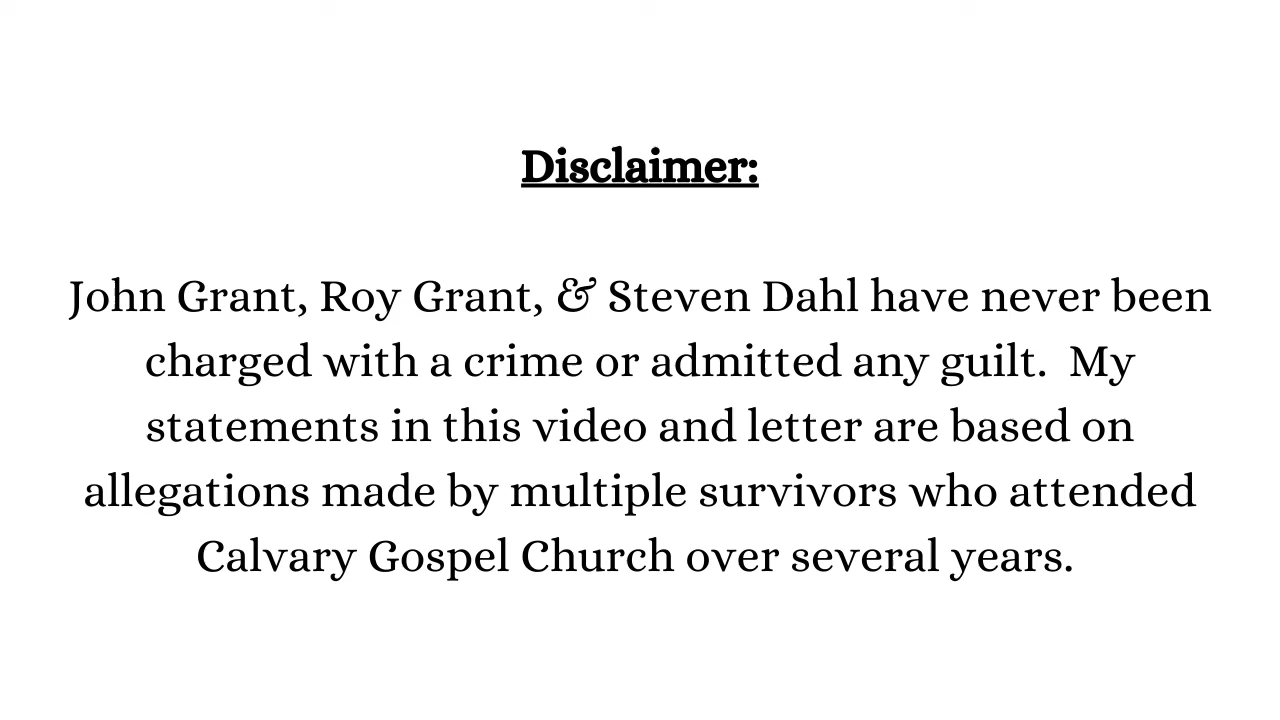 Disclaimer:
John Grant, Roy Grant, & Steven Dahl have never been
charged with a crime or admitted any guilt.  My
statements in this video and letter are based on
allegations made by multiple survivors who attended
Calvary Gospel Church over several years.